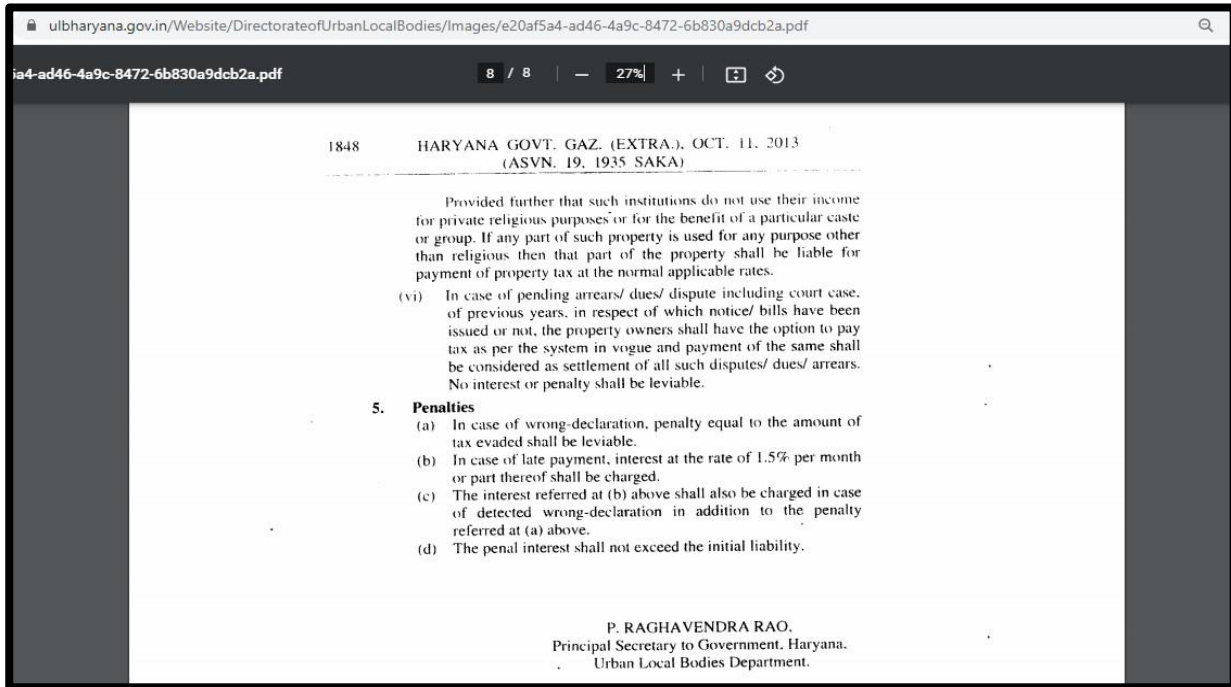 ulbharyana.gov.in/Website/DirectorateofUrbanLocalBodies/Images/e20af5a4-ad46-4a9c-8472-6b830a9dcb2a.pdf
5a4-ad46-4a9c-8472-6b830a9dcb2a.pdf
8 / 8 | − 27% + |
1848 HARYANA GOVT. GAZ. (EXTRA.), OCT. 11, 2013
(ASVN. 19, 1935 SAKA)
Provided further that such institutions do not use their income
for private religious purposes or for the benefit of a particular caste
or group. If any part of such property is used for any purpose other
than religious then that part of the property shall be liable for
payment of property tax at the normal applicable rates.
(vi) In case of pending arrears/ dues/ dispute including court case,
of previous years, in respect of which notice/ bills have been
issued or not, the property owners shall have the option to pay
tax as per the system in vogue and payment of the same shall
be considered as settlement of all such disputes/ dues/ arrears.
No interest or penalty shall be leviable.
5. Penalties
(a) In case of wrong-declaration, penalty equal to the amount of
tax evaded shall be leviable.
(b) In case of late payment, interest at the rate of 1.5% per month
or part thereof shall be charged.
(c) The interest referred at (b) above shall also be charged in case
of detected wrong-declaration in addition to the penalty
referred at (a) above.
(d) The penal interest shall not exceed the initial liability.
P. RAGHAVENDRA RAO,
Principal Secretary to Government, Haryana.
Urban Local Bodies Department.